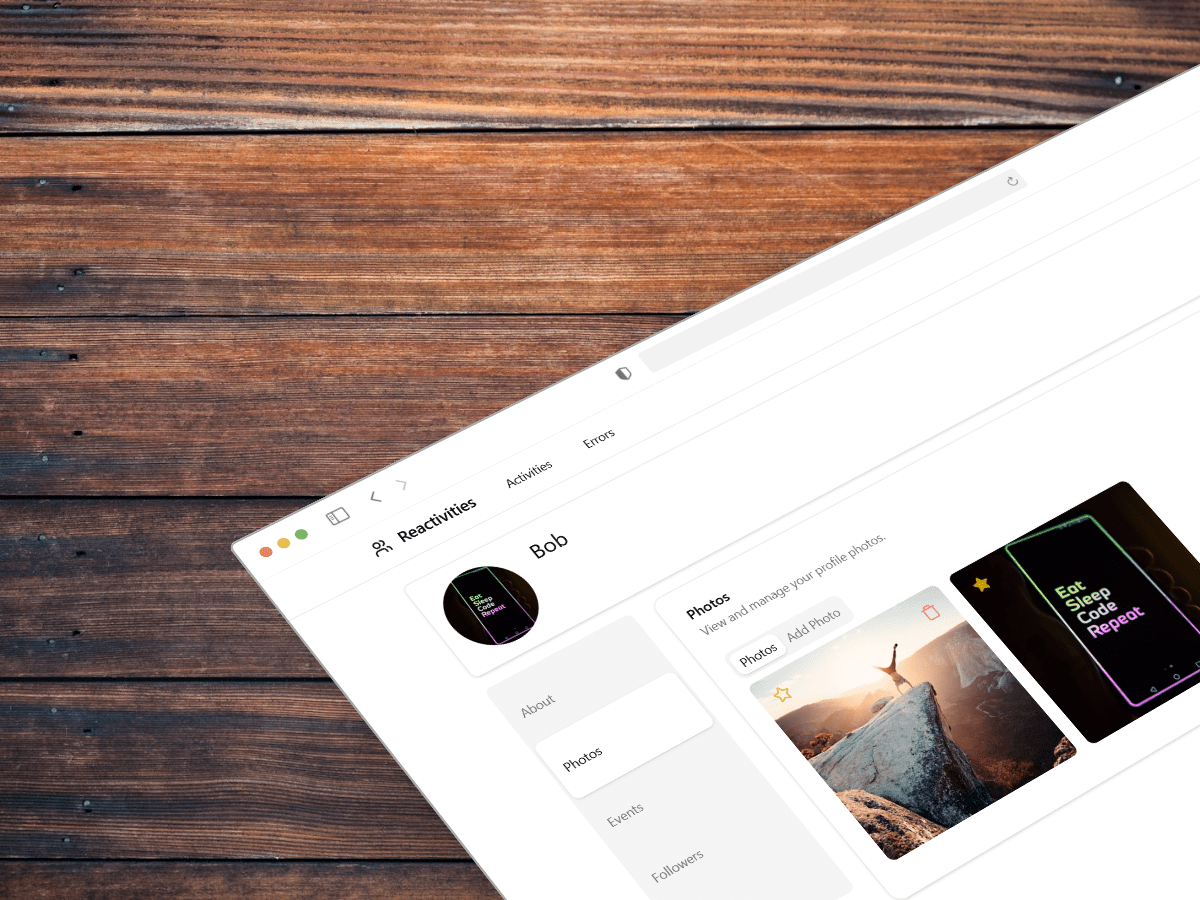 Reactivities
Activities
Errors
Eat
Sleep
Code
Repeat
Bob
About
Photos
Events
Followers
Photos
View and manage your profile photos.
Photos
Add Photo
Eat
Sleep
Code
Repeat